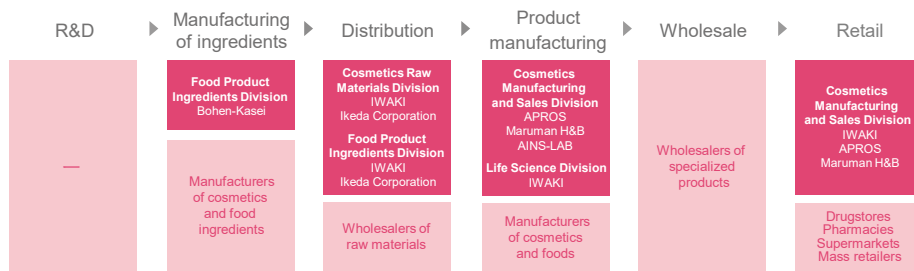 R&D
Manufacturing
of ingredients
Distribution
Product
manufacturing
Wholesale
Retail
—
Food Product
Ingredients Division
Bohen-Kasei
Manufacturers
of cosmetics
and food
ingredients
Cosmetics Raw
Materials Division
IWAKI
Ikeda Corporation
Food Product
Ingredients Division
IWAKI
Ikeda Corporation
Wholesalers of
raw materials
Cosmetics
Manufacturing
and Sales Division
APROS
Maruman H&B
AINS-LAB
Life Science Division
IWAKI
Manufacturers
of cosmetics
and foods
Wholesalers
of specialized
products
Cosmetics
Manufacturing
and Sales Division
IWAKI
APROS
Maruman H&B
Drugstores
Pharmacies
Supermarkets
Mass retailers